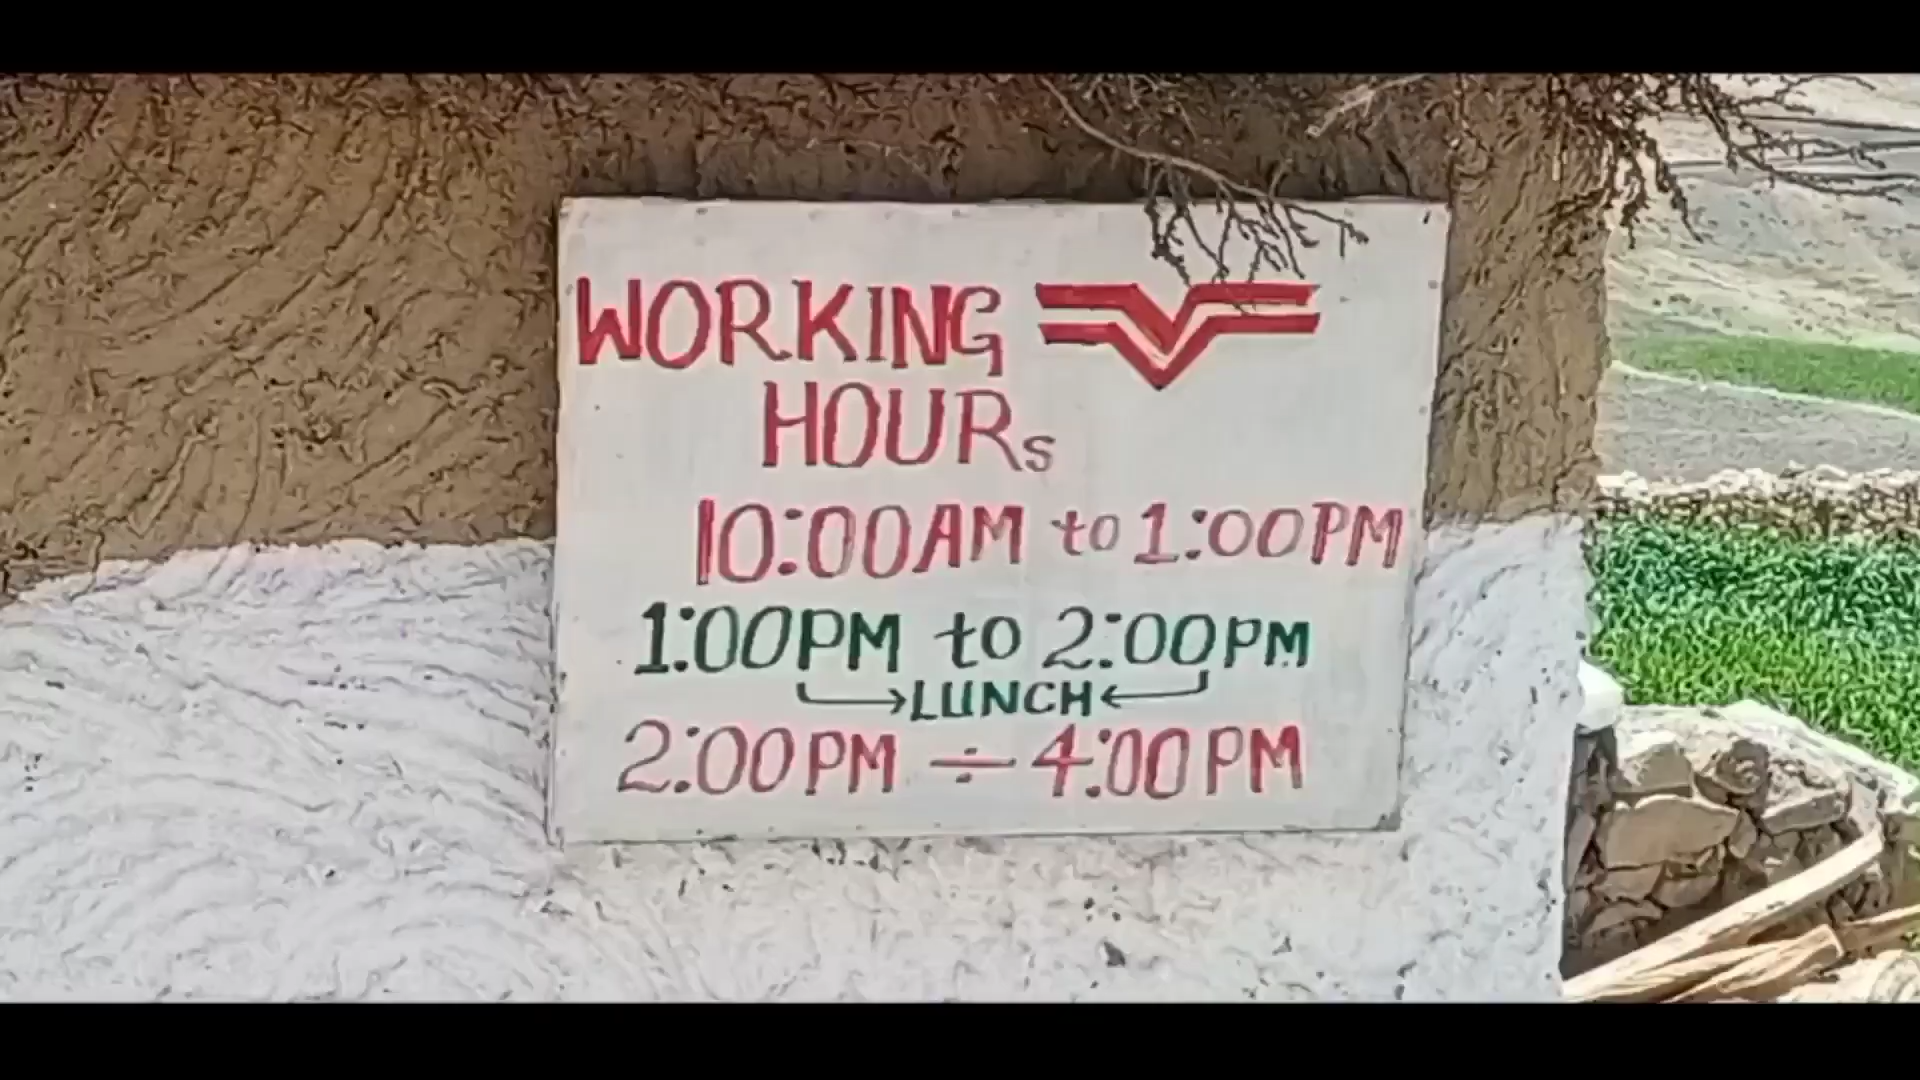 WORKING
HOURs
10:00AM to 1:00PM
1:00PM to 2:00PM
LUNCH
2:00PM ÷ 4:00PM